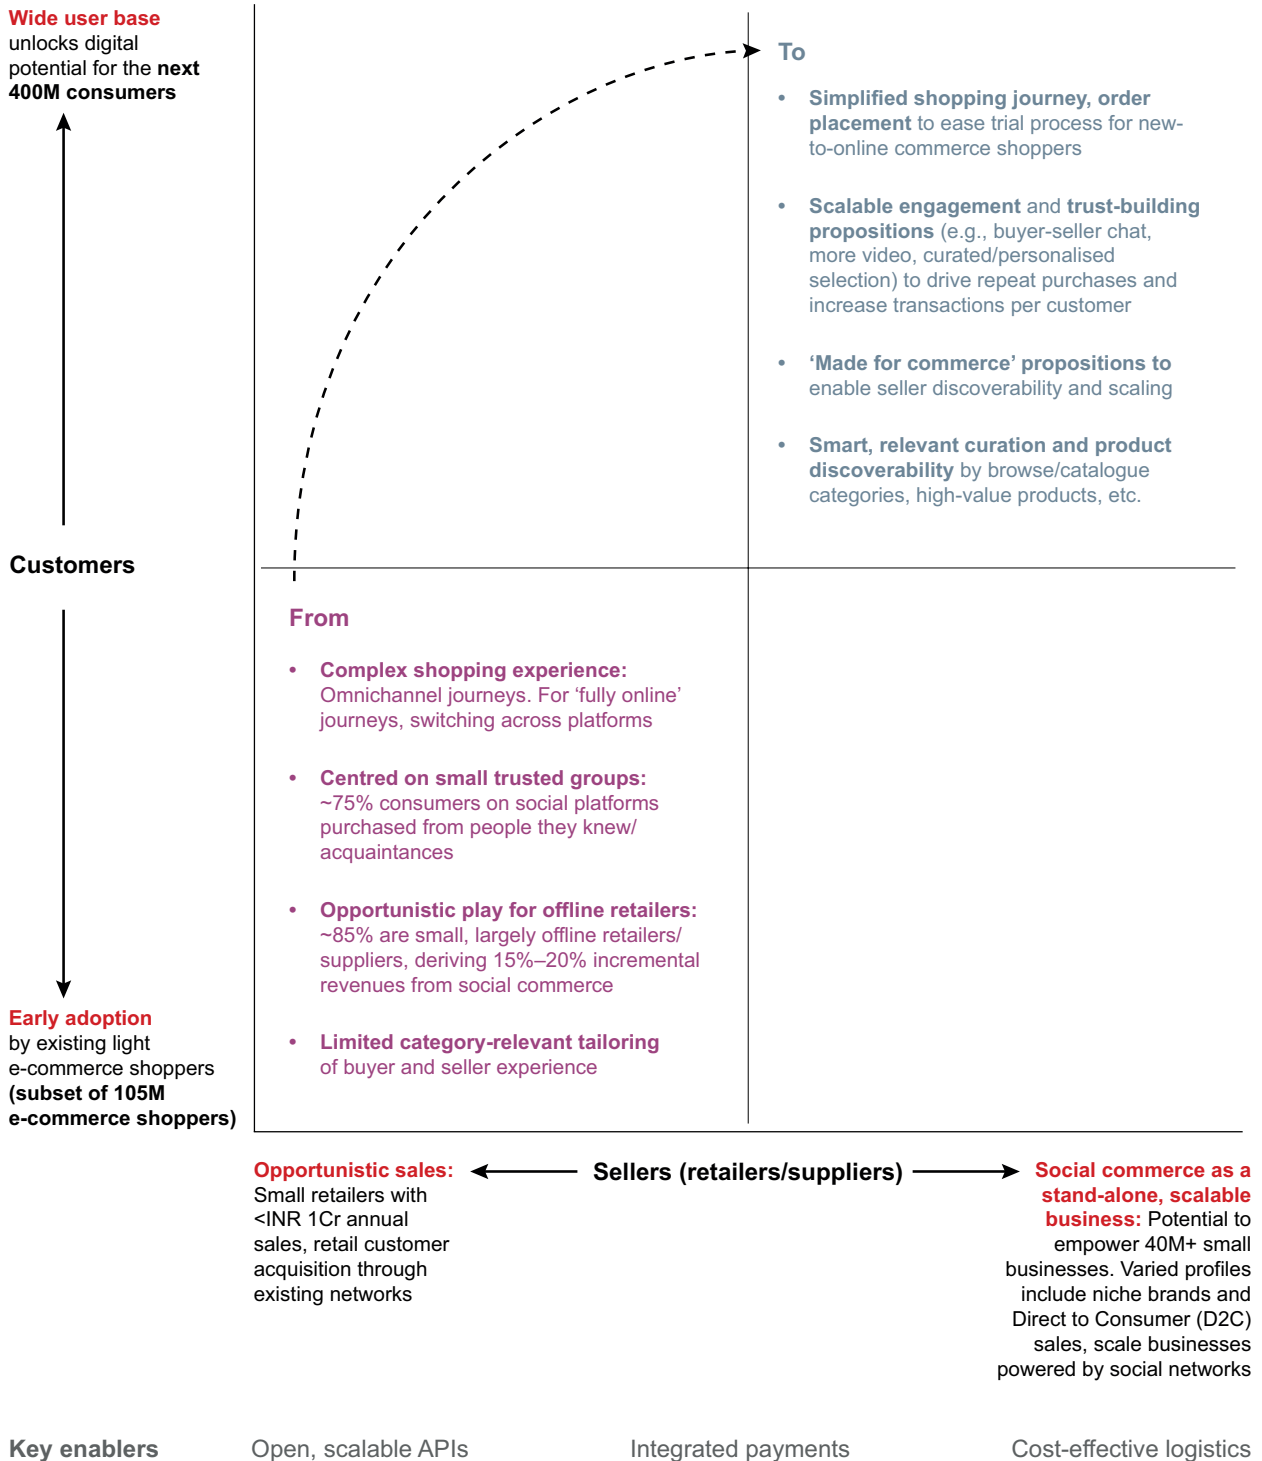 Wide user base
unlocks digital
potential for the next
400M consumers
Customers
Early adoption
by existing light
e-commerce shoppers
(subset of 105M
e-commerce shoppers)
To
• Simplified shopping journey, order
placement to ease trial process for new-
to-online commerce shoppers
• Scalable engagement and trust-building
propositions (e.g., buyer-seller chat,
more video, curated/personalised
selection) to drive repeat purchases and
increase transactions per customer
• ‘Made for commerce’ propositions to
enable seller discoverability and scaling
• Smart, relevant curation and product
discoverability by browse/catalogue
categories, high-value products, etc.
From
• Complex shopping experience:
Omnichannel journeys. For ‘fully online’
journeys, switching across platforms
• Centred on small trusted groups:
~75% consumers on social platforms
purchased from people they knew/
acquaintances
• Opportunistic play for offline retailers:
~85% are small, largely offline retailers/
suppliers, deriving 15%–20% incremental
revenues from social commerce
• Limited category-relevant tailoring
of buyer and seller experience
Opportunistic sales:
Small retailers with
<INR 1Cr annual
sales, retail customer
acquisition through
existing networks
Sellers (retailers/suppliers)
Social commerce as a
stand-alone, scalable
business: Potential to
empower 40M+ small
businesses. Varied profiles
include niche brands and
Direct to Consumer (D2C)
sales, scale businesses
powered by social networks
Key enablers
Open, scalable APIs
Integrated payments
Cost-effective logistics